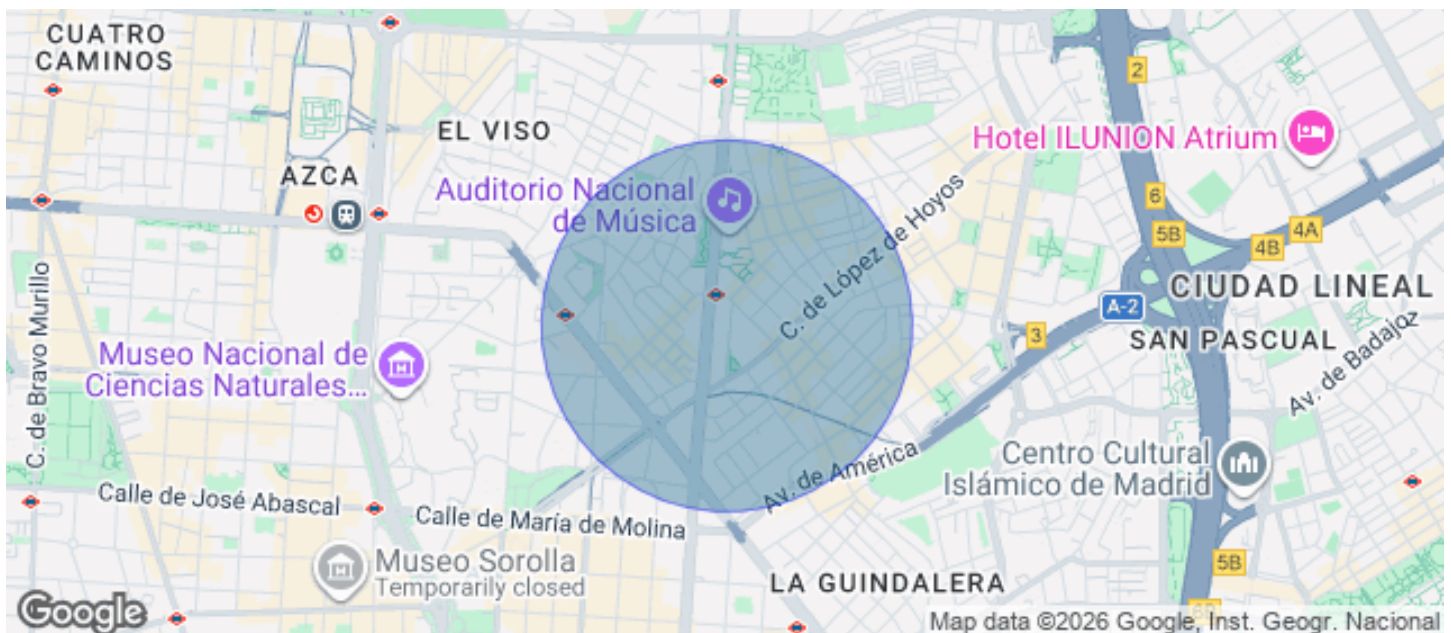 CUATRO
CAMINOS
EL VISO
AZCA
Auditorio Nacional
de Música
Hotel ILUNION Atrium
2
6
5B
4B
4A
A-2
3
CIUDAD LINEAL
SAN PASCUAL
C. de López de Hoyos
Av. de Badajoz
C. de Bravo Murillo
Museo Nacional de
Ciencias Naturales...
Av. de América
Centro Cultural
Islámico de Madrid
Calle de José Abascal
Calle de María de Molina
Museo Sorolla
Temporarily closed
LA GUINDALERA
5B
Google
Map data ©2026 Google, Inst. Geogr. Nacional